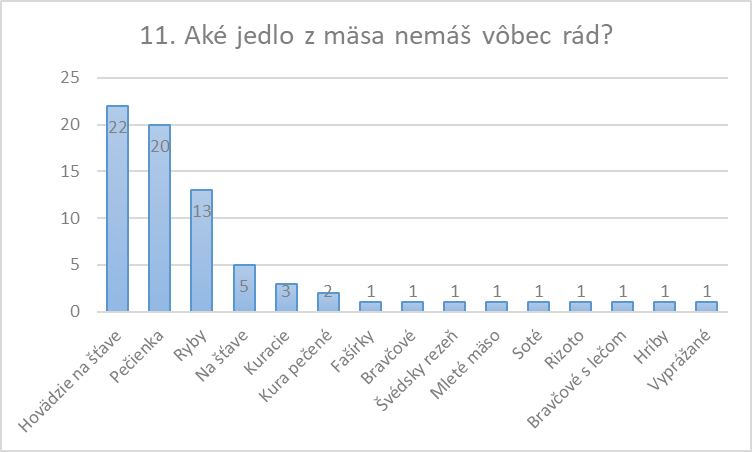 11. Aké jedlo z mäsa nemáš vôbec rád?
25
20
15
10
5
0
22
20
13
5
3
2
1
1
1
1
1
1
1
1
1
Hovädzie na šťave
Pečienka
Ryby
Na šťave
Kuracie
Kura pečené
Fašírky
Bravčové
Švédsky rezeň
Mleté mäso
Soté
Rizoto
Bravčové s lečom
Hríby
Vyprážané